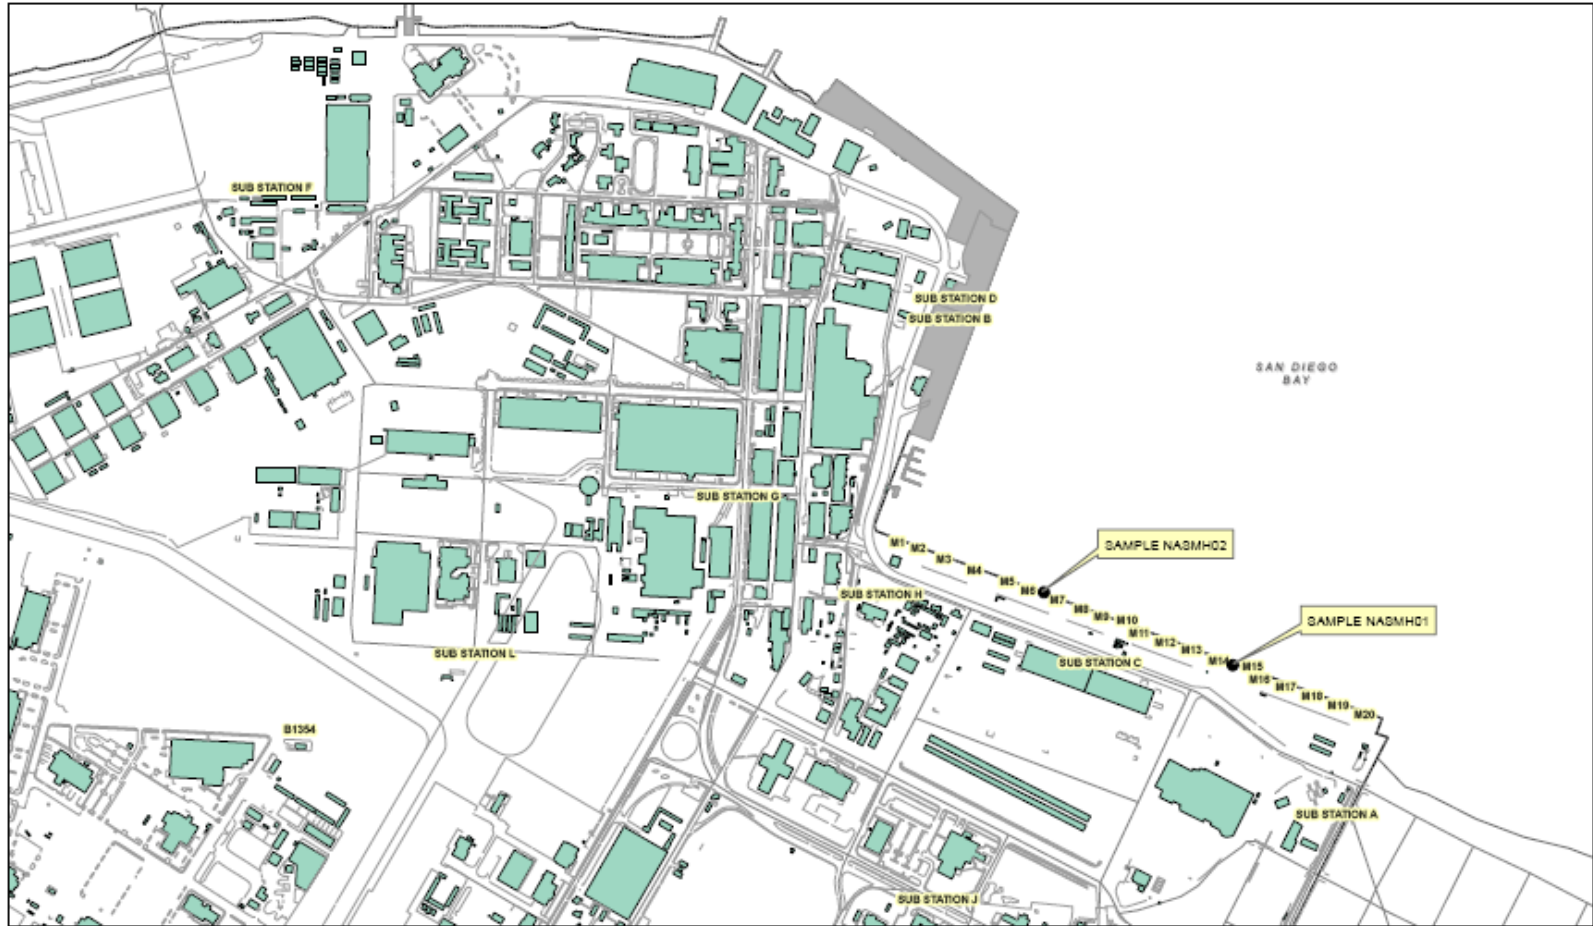 SUB STATION F
SUB STATION D
SUB STATION B
SAN DIEGO
BAY
SUB STATION G
M1
M2
M3
M4
M5
M6
M7
M8
M9
M10
M11
M12
M13
M14
M15
M16
M17
M18
M19
M20
SAMPLE NASMH02
SAMPLE NASMH01
SUB STATION H
SUB STATION C
SUB STATION L
B1354
SUB STATION A
SUB STATION J